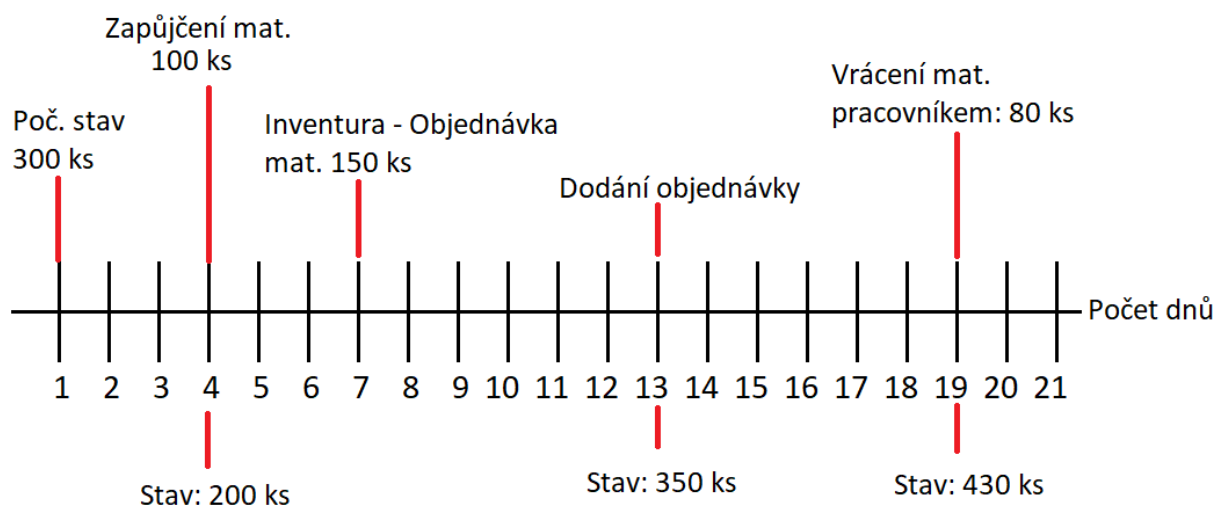 Zapůjčení mat.
100 ks
Poč. stav
300 ks
Inventura - Objednávka
mat. 150 ks
Dodání objednávky
Vrácení mat.
pracovníkem: 80 ks
Počet dnů
1 2 3 4 5 6 7 8 9 10 11 12 13 14 15 16 17 18 19 20 21
Stav: 200 ks
Stav: 350 ks
Stav: 430 ks